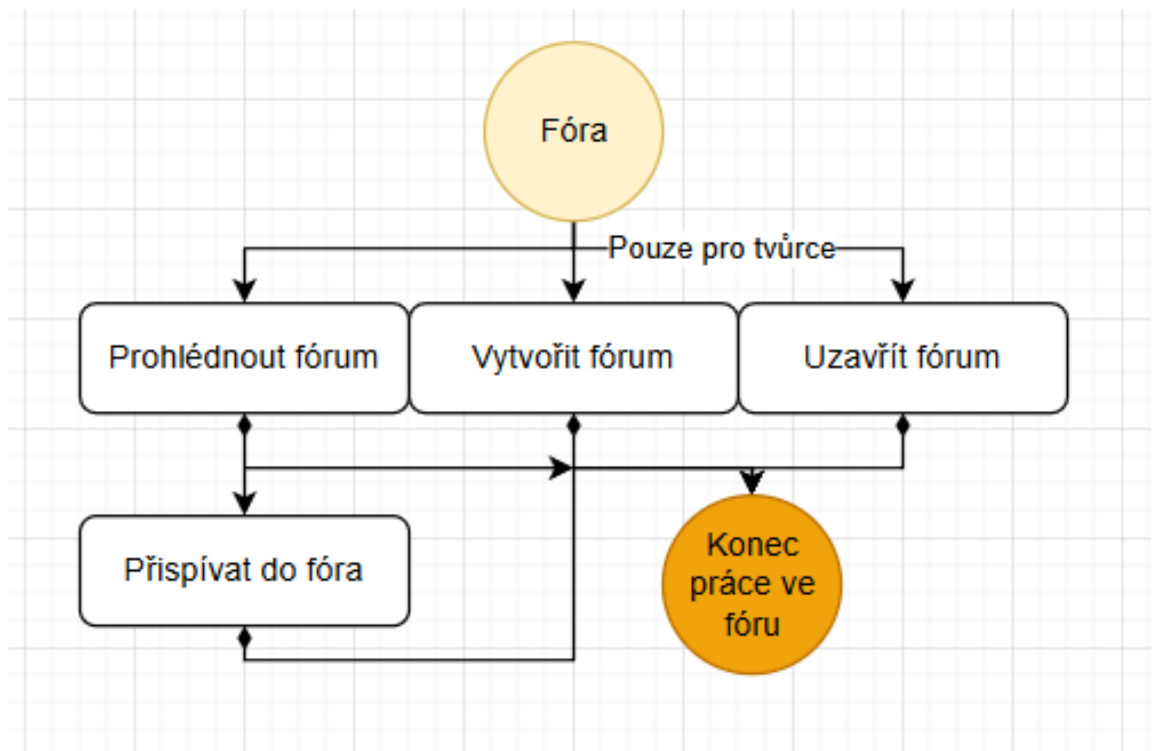 Fóra
Pouze pro tvůrce
Prohlédnout fórum
Vytvořit fórum
Uzavřít fórum
Přispívat do fóra
Konec
práce ve
fóru